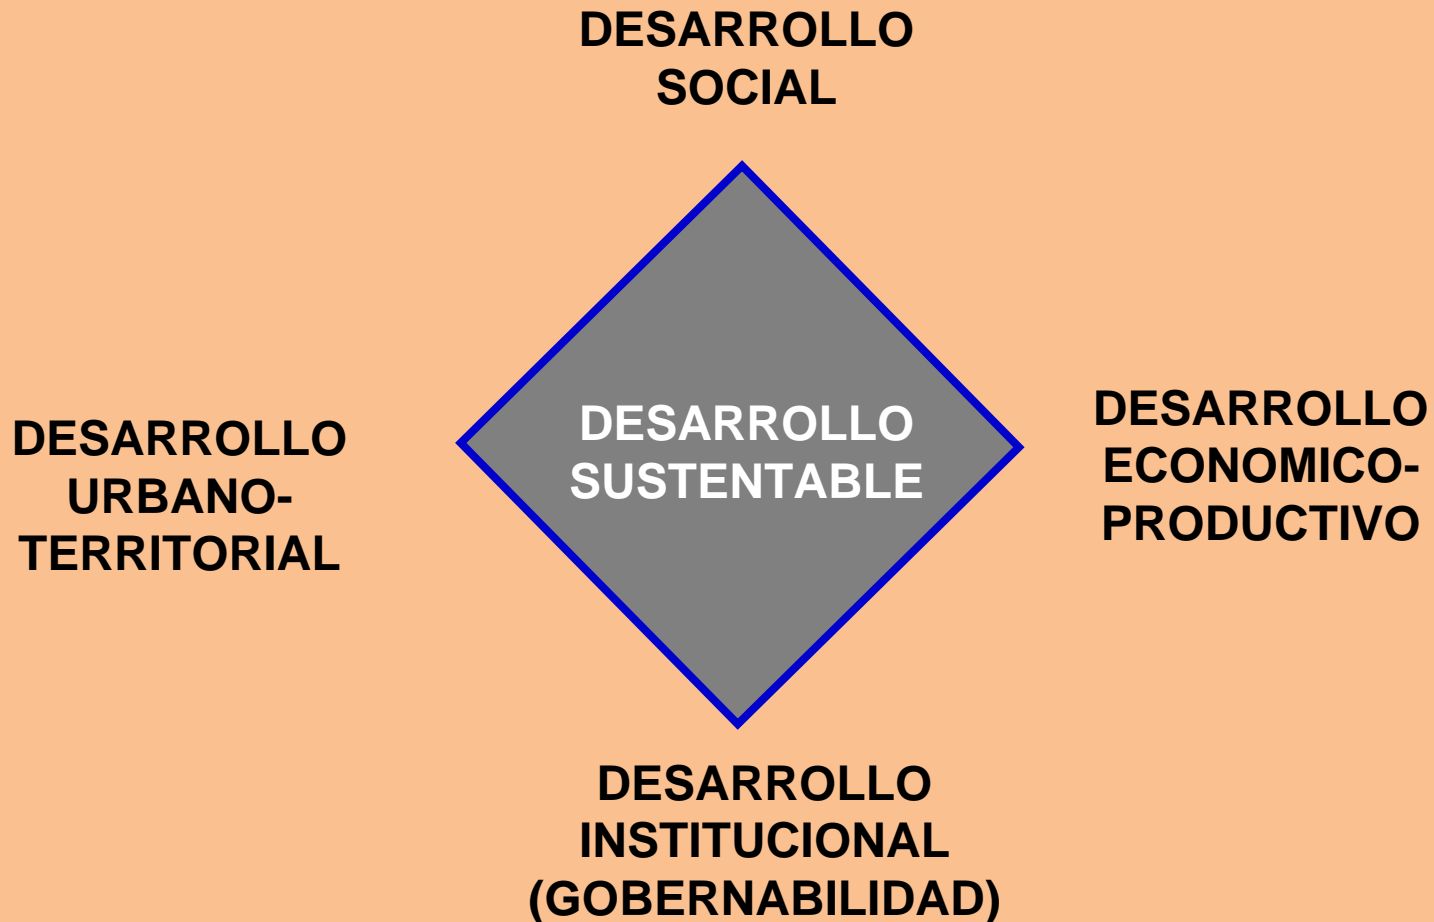 DESARROLLO
SOCIAL
DESARROLLO
URBANO-
TERRITORIAL
DESARROLLO
SUSTENTABLE
DESARROLLO
ECONOMICO-
PRODUCTIVO
DESARROLLO
INSTITUCIONAL
(GOBERNABILIDAD)